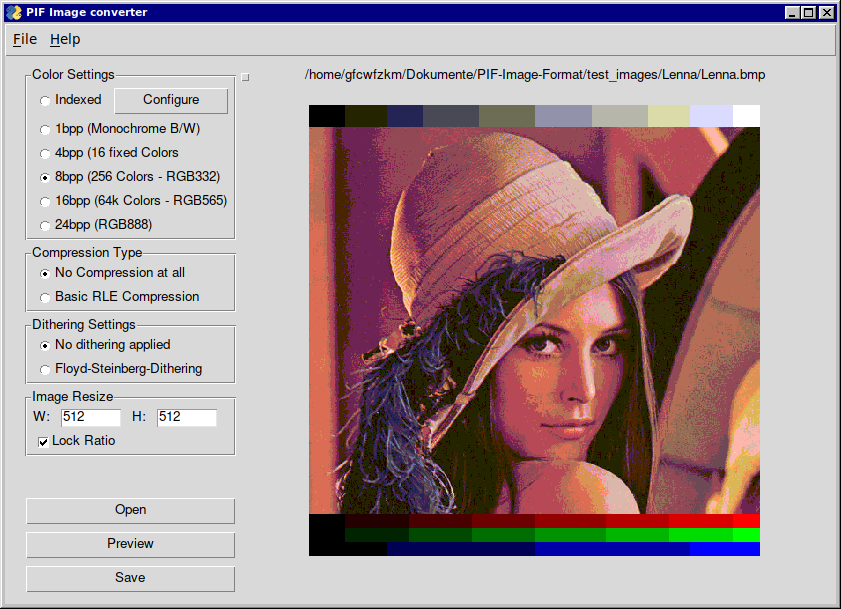 PIF Image converter
File Help
/home/gfcwfzkm/Dokumente/PIF-Image-Format/test_images/Lenna/Lenna.bmp
Color Settings
Indexed Configure
1bpp (Monochrome B/W)
4bpp (16 fixed Colors
8bpp (256 Colors - RGB332)
16bpp (64k Colors - RGB565)
24bpp (RGB888)
Compression Type
No Compression at all
Basic RLE Compression
Dithering Settings
No dithering applied
Floyd-Steinberg-Dithering
Image Resize
W: 512 H: 512
Lock Ratio
Open
Preview
Save